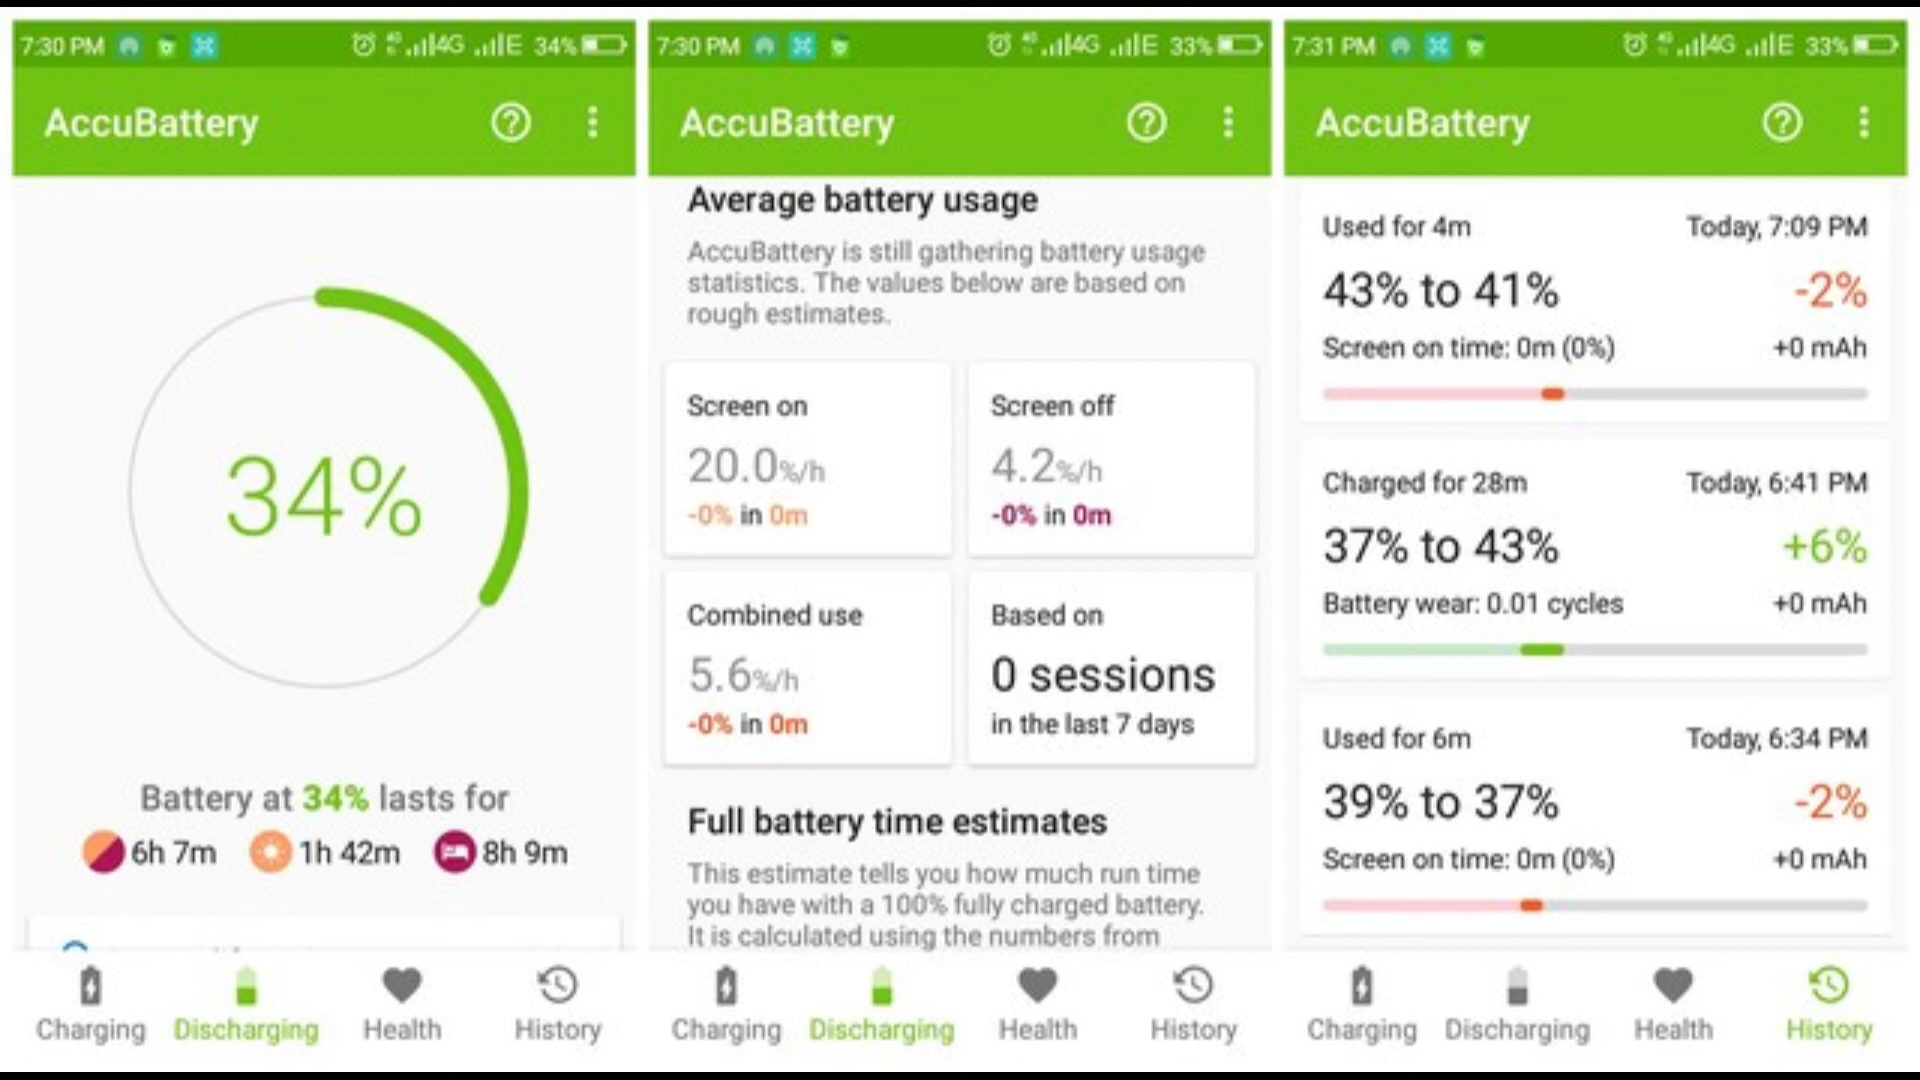 7:30 PM 4G E 34%
AccuBattery
34%
Battery at 34% lasts for
6h 7m 1h 42m 8h 9m
Charging Discharging Health History
7:30 PM 4G E 33%
AccuBattery
Average battery usage
AccuBattery is still gathering battery usage
statistics. The values below are based on
rough estimates.
Screen on
20.0%/h
-0% in 0m
Screen off
4.2%/h
-0% in 0m
Combined use
5.6%/h
-0% in 0m
Based on
0 sessions
in the last 7 days
Full battery time estimates
This estimate tells you how much run time
you have with a 100% fully charged battery.
It is calculated using the numbers from
Charging Discharging Health History
7:31 PM 4G E 33%
AccuBattery
Used for 4m Today, 7:09 PM
43% to 41% -2%
Screen on time: 0m (0%) +0 mAh
Charged for 28m Today, 6:41 PM
37% to 43% +6%
Battery wear: 0.01 cycles +0 mAh
Used for 6m Today, 6:34 PM
39% to 37% -2%
Screen on time: 0m (0%) +0 mAh
Charging Discharging Health History